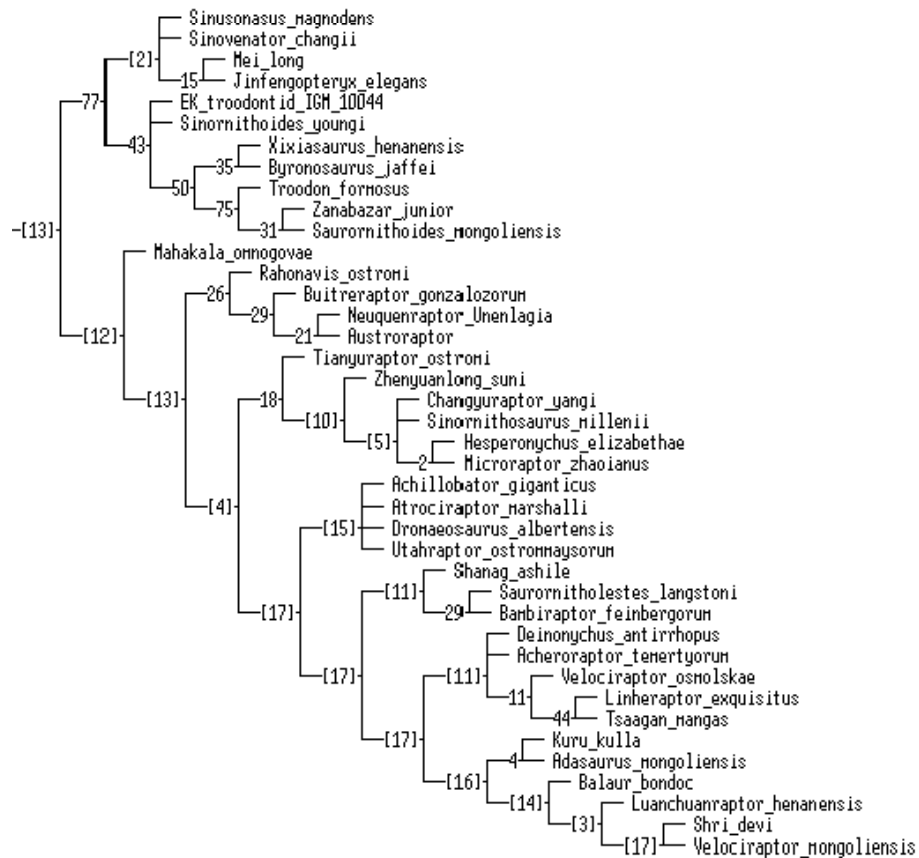 Sinusonasus_magnodens
Sinovenator_changii
[2] Mei_long
15 Jinfengopteryx_elegans
77 EK_troodontid_IGM_10044
Sinornithoides_youngi
43 Xixiasaurus_henanensis
35 Byronosaurus_jaffei
50 Troodon_formosus
75 Zanabazar_junior
[13] 31 Saurornithoides_mongoliensis
Mahakala_omnogovae
Rahonavis_ostromi
26 Buitreraptor_gonzalozorum
29 Neuquenraptor_Unenlagia
[12] 21 Austroraptor
Tianyuraptor_ostromi
Zhenyuanlong_suni
[13] 18 Changyuraptor_yangi
[10] Sinornithosaurus_millenii
[5] Hesperonychus_elizabethae
2 Microraptor_zhaoianus
Achillobator_giganticus
[4] Atrociraptor_marshalli
[15] Dromaeosaurus_albertensis
Utahraptor_ostrommaysorum
Shanag_ashile
[11] Saurornitholestes_langstoni
[17] 29 Bambiraptor_feinbergorum
Deinonychus_antirrhopus
Acheroraptor_temertyorum
[17] [11] Velociraptor_osmolskae
11 Linheraptor_exquisitus
44 Tsaagan_mangas
[17] Kuru_kulla
4 Adasaurus_mongoliensis
[16] Balaur_bondoc
[14] Luanchuanraptor_henanensis
[3] Shri_devi
[17] Velociraptor_mongoliensis